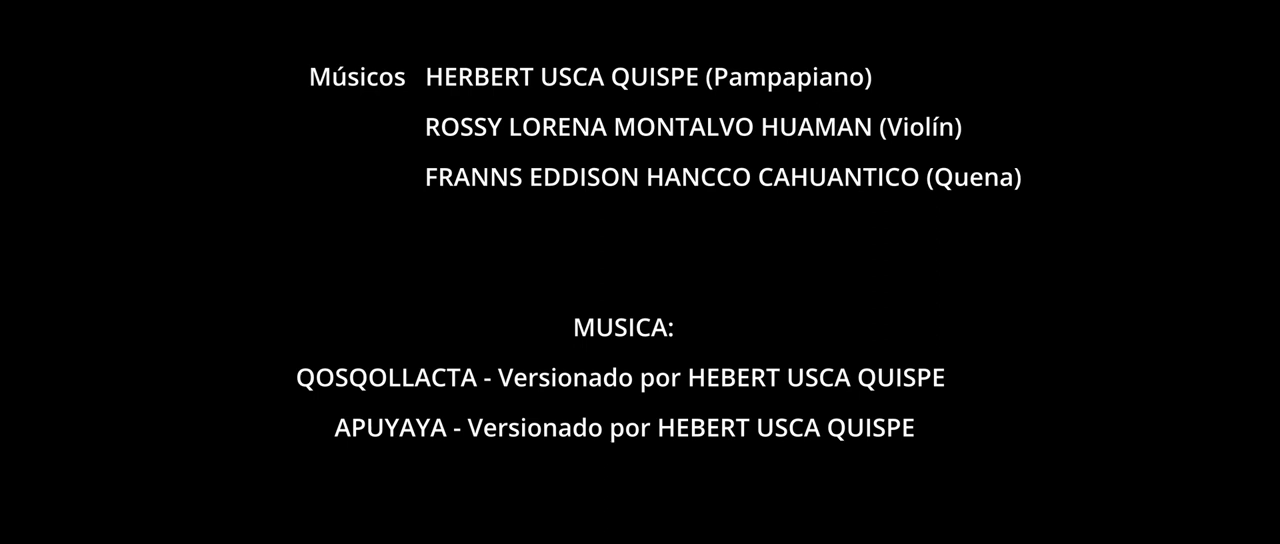 Músicos HERBERT USCA QUISPE (Pampapiano)
ROSSY LORENA MONTALVO HUAMAN (Violín)
FRANNS EDDISON HANCCO CAHUANTICO (Quena)
MUSICA:
QOSQOLLACTA - Versionado por HEBERT USCA QUISPE
APUYAYA - Versionado por HEBERT USCA QUISPE